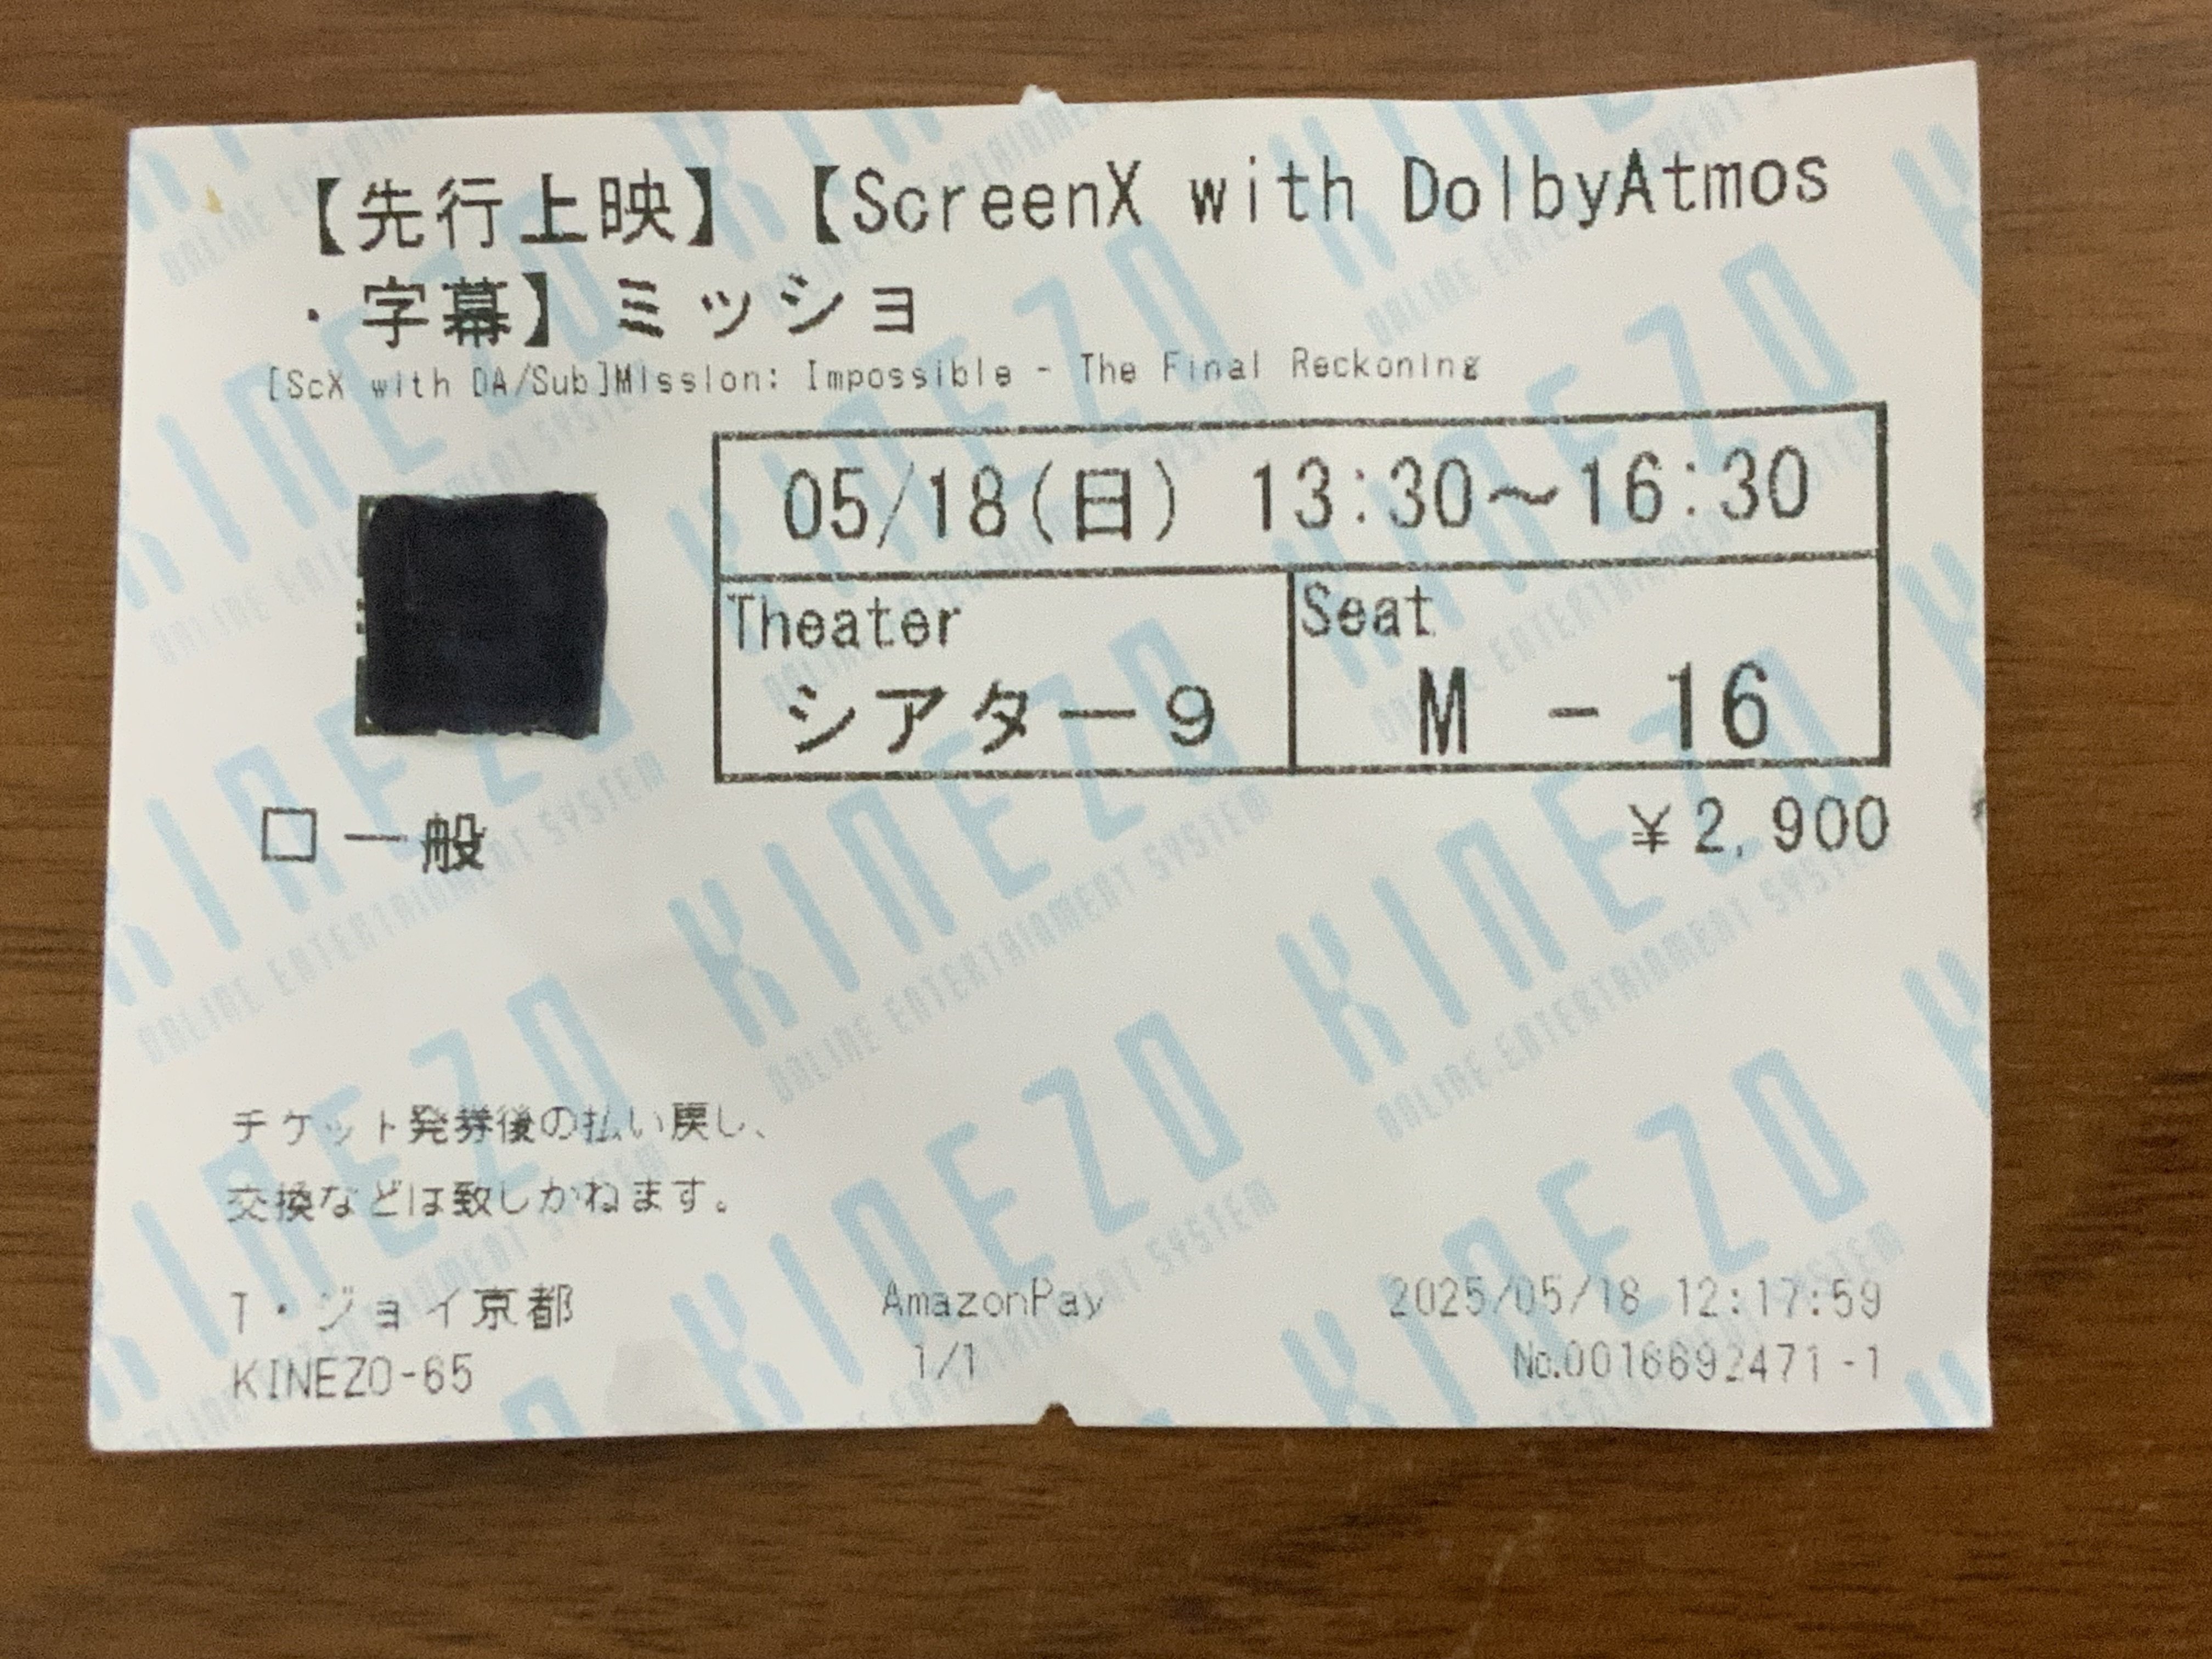 【先行上映】【ScreenX with DolbyAtmos
・字幕】ミッショ
[ScX with DA/Sub]Mission: Impossible - The Final Reckoning
05/18(日) 13:30～16:30
Theater
シアター9
Seat
M - 16
□一般
¥2,900
チケット発券後の払い戻し、
交換などは致しかねます。
T・ジョイ京都
AmazonPay
2025/05/18 12:17:59
KINEZO-65
1/1
No.0016692471-1
KINEZO
ONLINE ENTERTAINMENT SYSTEM